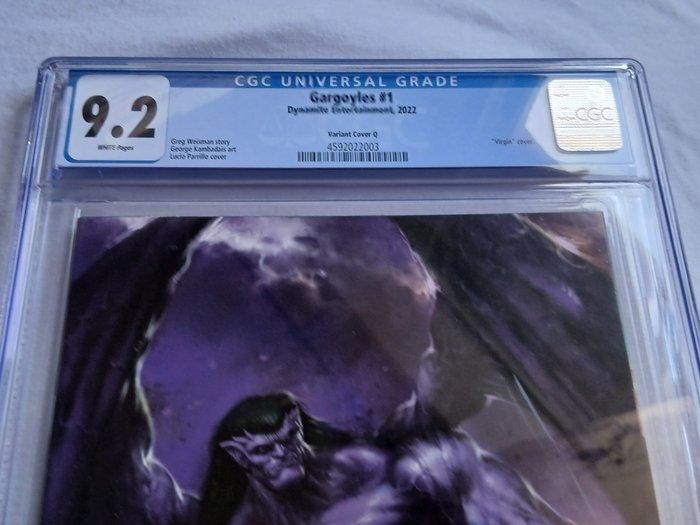 CGC UNIVERSAL GRADE
9.2
WHITE Pages
Gargoyles #1
Dynamite Entertainment, 2022
Variant Cover Q
4592022003
Greg Weisman story
George Kambadais art
Lucio Parrillo cover
"Virgin" cover
CGC